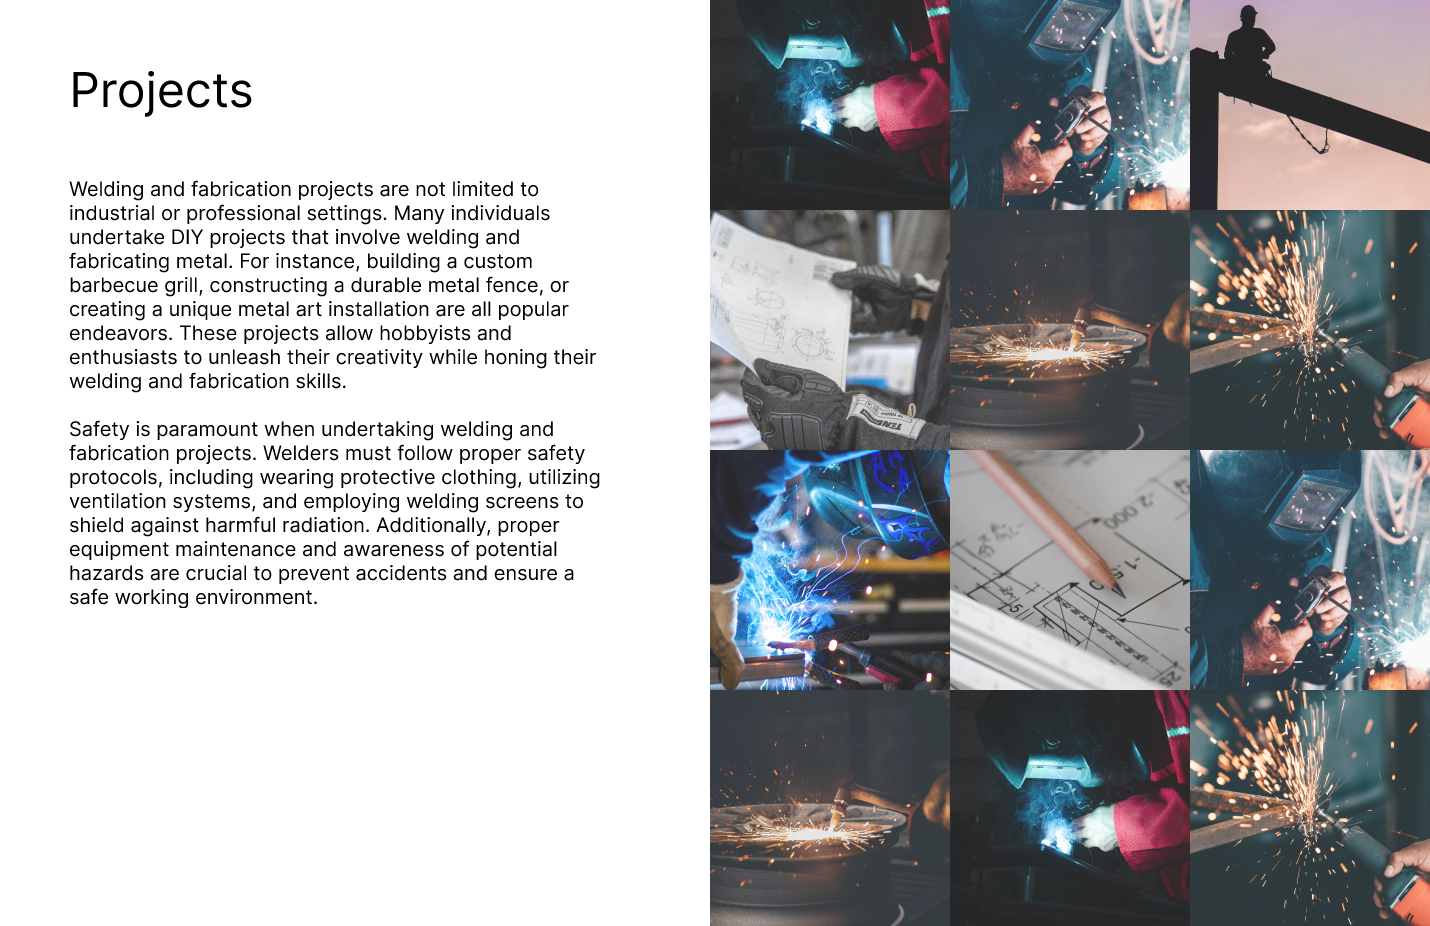 Projects
Welding and fabrication projects are not limited to
industrial or professional settings. Many individuals
undertake DIY projects that involve welding and
fabricating metal. For instance, building a custom
barbecue grill, constructing a durable metal fence, or
creating a unique metal art installation are all popular
endeavors. These projects allow hobbyists and
enthusiasts to unleash their creativity while honing their
welding and fabrication skills.
Safety is paramount when undertaking welding and
fabrication projects. Welders must follow proper safety
protocols, including wearing protective clothing, utilizing
ventilation systems, and employing welding screens to
shield against harmful radiation. Additionally, proper
equipment maintenance and awareness of potential
hazards are crucial to prevent accidents and ensure a
safe working environment.
2.000